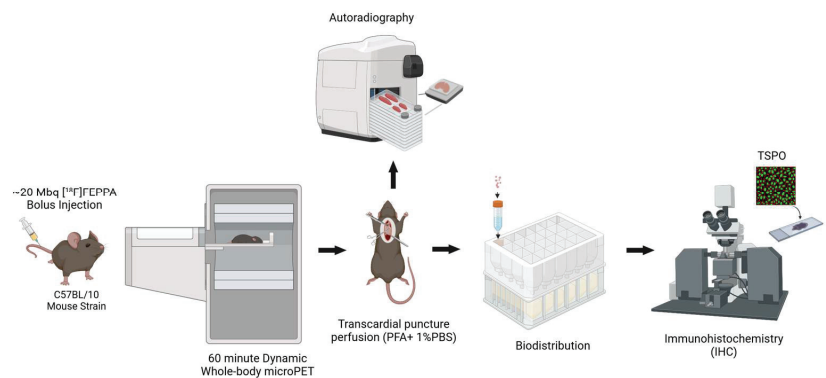 Autoradiography
TSPO
~20 Mbq [¹⁸F]FEPPA
Bolus Injection
C57BL/10
Mouse Strain
60 minute Dynamic
Whole-body microPET
Transcardial puncture
perfusion (PFA+ 1%PBS)
Biodistribution
Immunohistochemistry
(IHC)